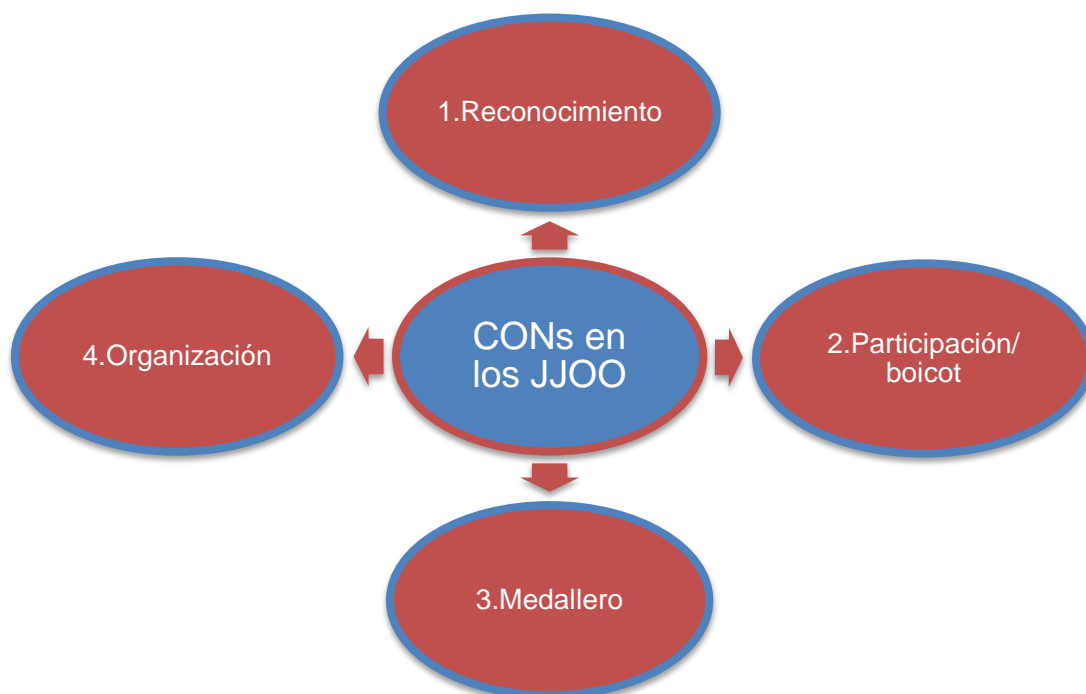 1.Reconocimiento
CONs en
los JJOO
2.Participación/
boicot
3.Medallero
4.Organización